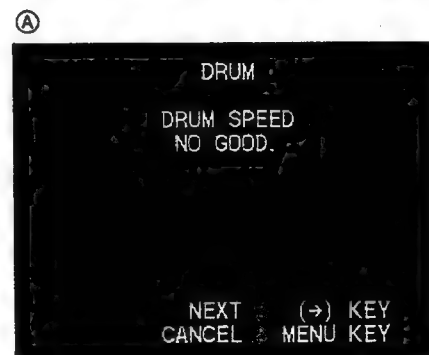 Ⓐ
DRUM
DRUM SPEED
NO GOOD.
NEXT : (→) KEY
CANCEL : MENU KEY